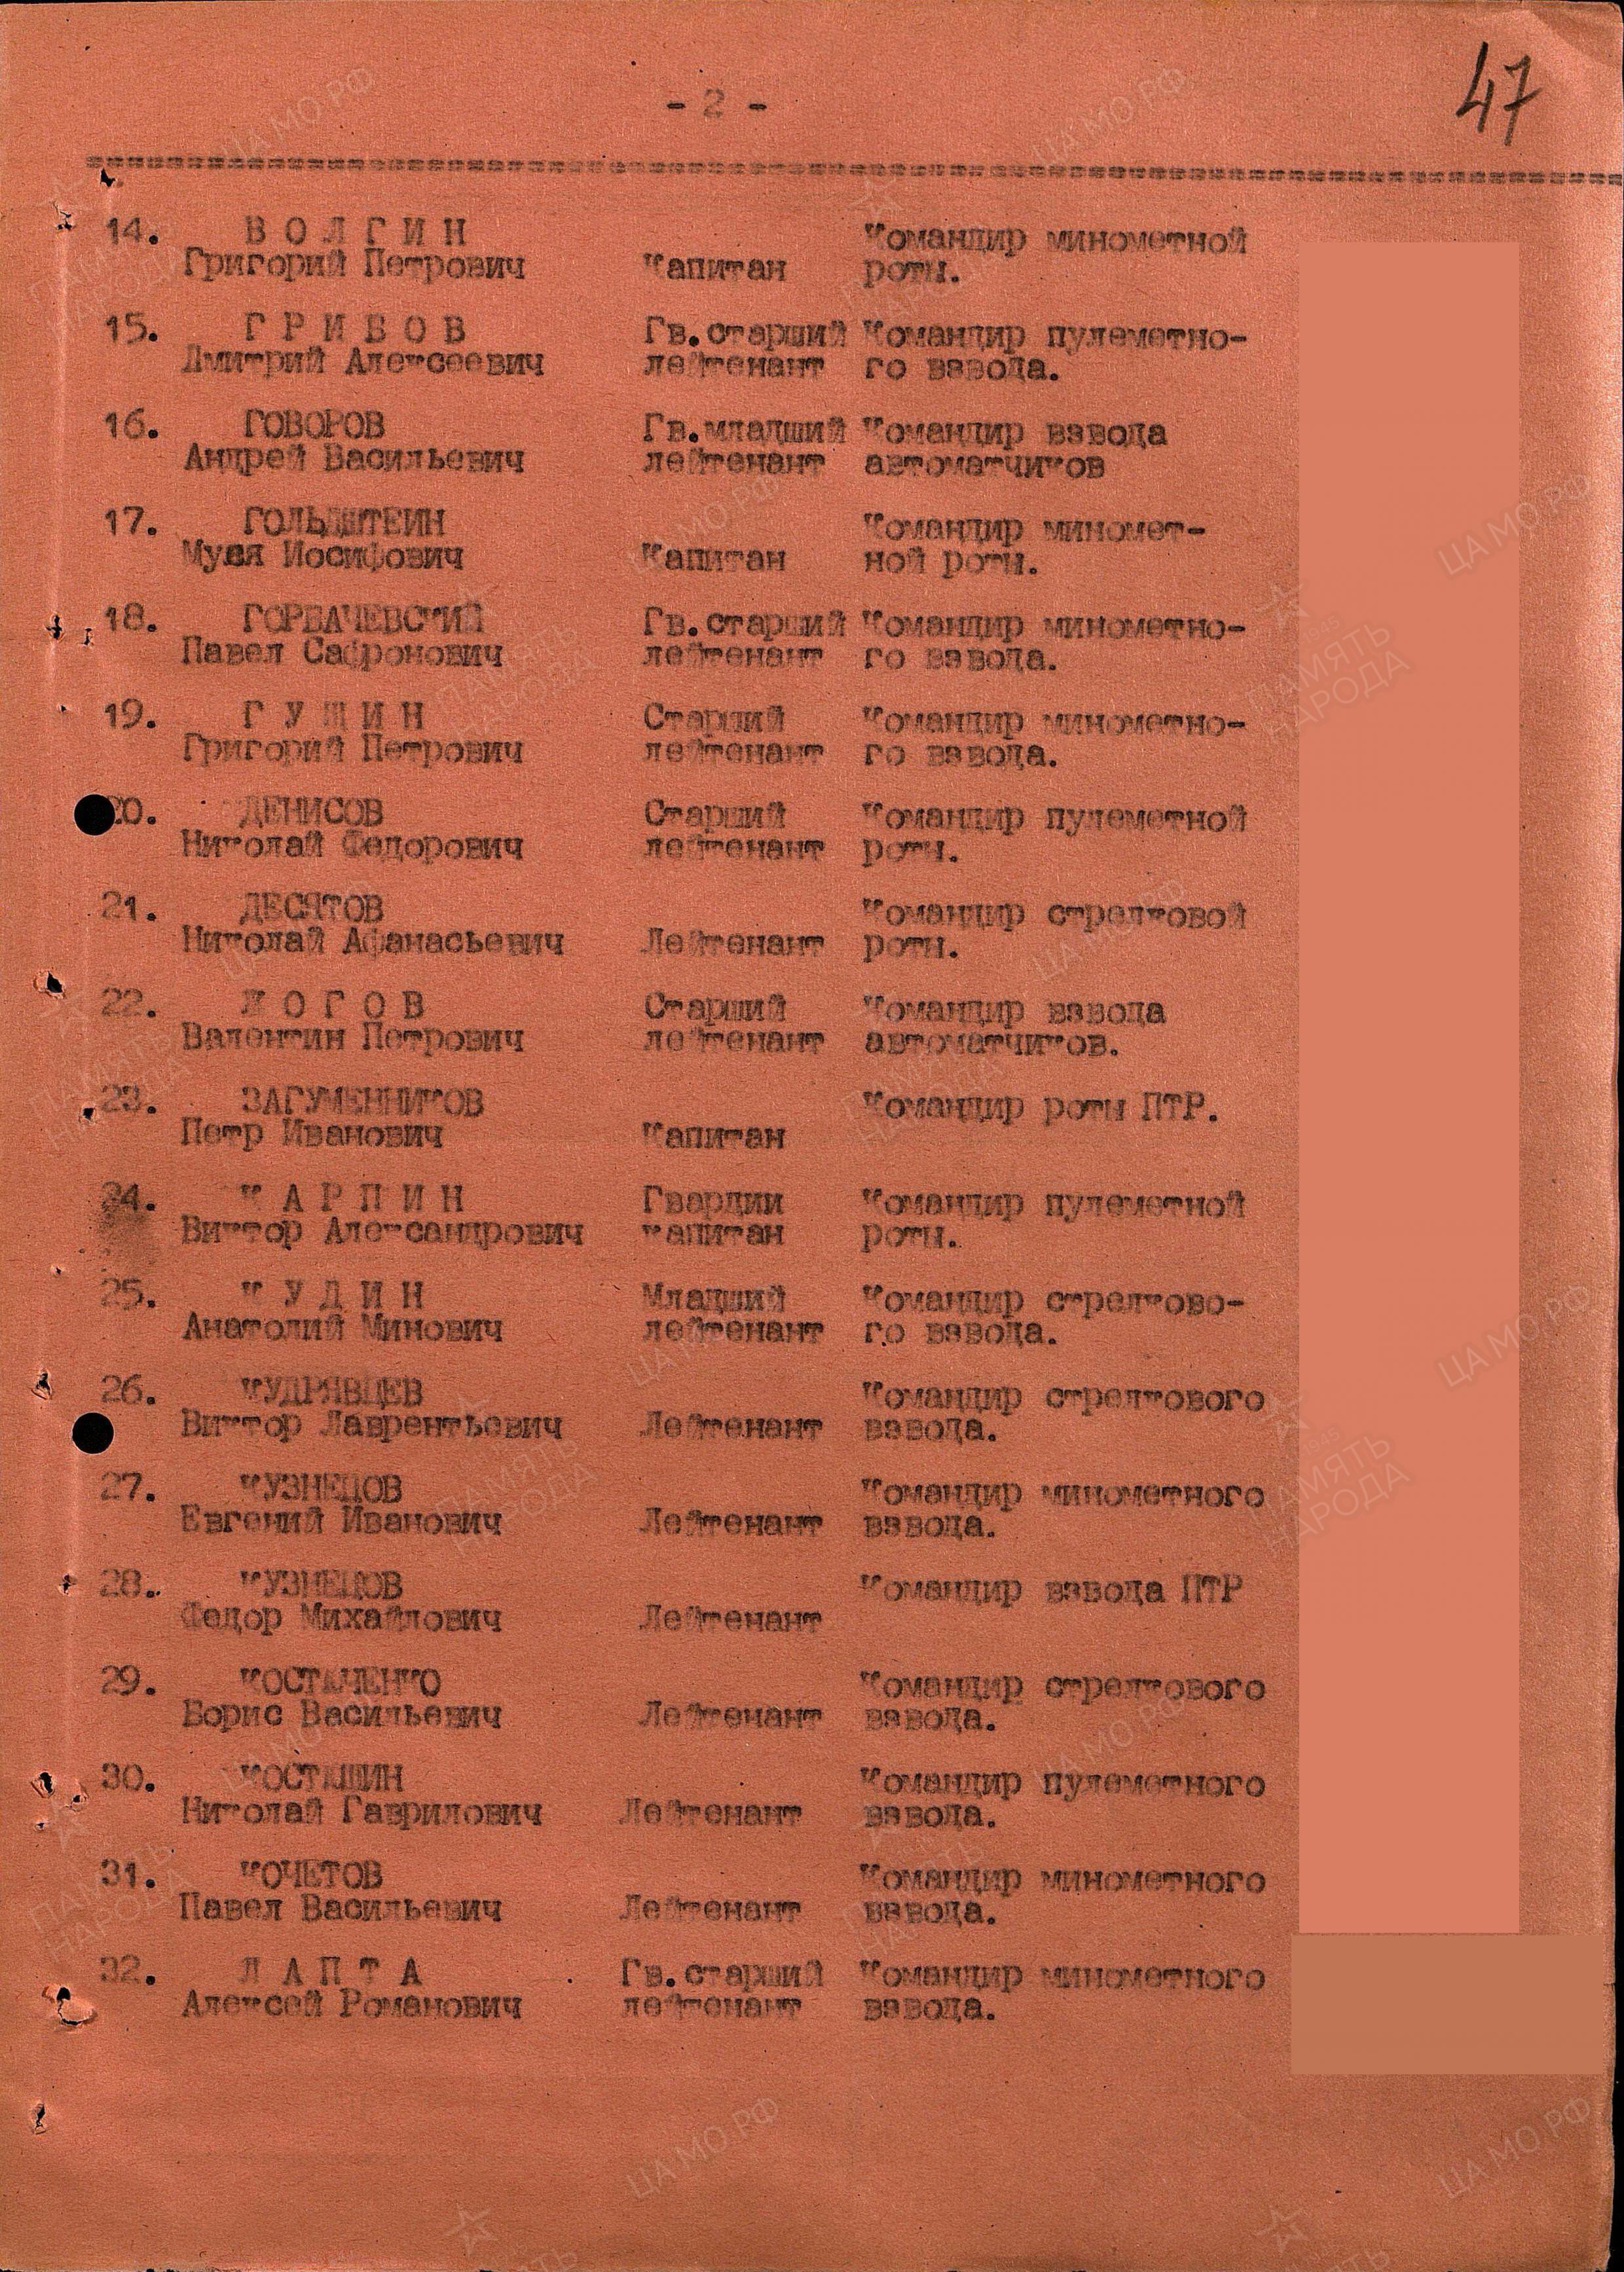 47
- 2 -
14. ВОЛГИН Командир минометной
Григорий Петрович Капитан роты.
15. ГРИБОВ Гв.старший Командир пулеметно-
Дмитрий Алексеевич лейтенант го взвода.
16. ГОВОРОВ Гв.младший Командир взвода
Андрей Васильевич лейтенант автоматчиков
17. ГОЛЬДШТЕИН Командир миномет-
Муля Иосифович Капитан ной роты.
18. ГОРБАЧЕВСКИЙ Гв.старший Командир минометно-
Павел Сафронович лейтенант го взвода.
19. Старший Командир минометно-
Григорий Петрович лейтенант го взвода.
20. ДЕНИСОВ Старший Командир пулеметной
Николай Федорович лейтенант роты.
21. ДЕСЯТОВ Командир стрелковой
Николай Афанасьевич Лейтенант роты.
22. Старший Командир взвода
Валентин Петрович лейтенант автоматчиков.
23. ЗАГУМЕННИКОВ Командир роты ПТР.
Петр Иванович Капитан
24. КАРПИН Гвардии Командир пулеметной
Виктор Александрович капитан роты.
25. КУДИН Младший Командир стрелково-
Анатолий Минович лейтенант го взвода.
26. КУДРЯВЦЕВ Командир стрелкового
Виктор Лаврентьевич Лейтенант взвода.
27. КУЗНЕЦОВ Командир минометного
Евгений Иванович Лейтенант взвода.
28. КУЗНЕЦОВ Командир взвода ПТР
Федор Михайлович Лейтенант
29. Командир стрелкового
Борис Васильевич Лейтенант взвода.
30. Командир пулеметного
Николай Гаврилович Лейтенант взвода.
31. КОЧЕТОВ Командир минометного
Павел Васильевич Лейтенант взвода.
32. ЛАПТА Гв.старший Командир минометного
Алексей Романович лейтенант взвода.